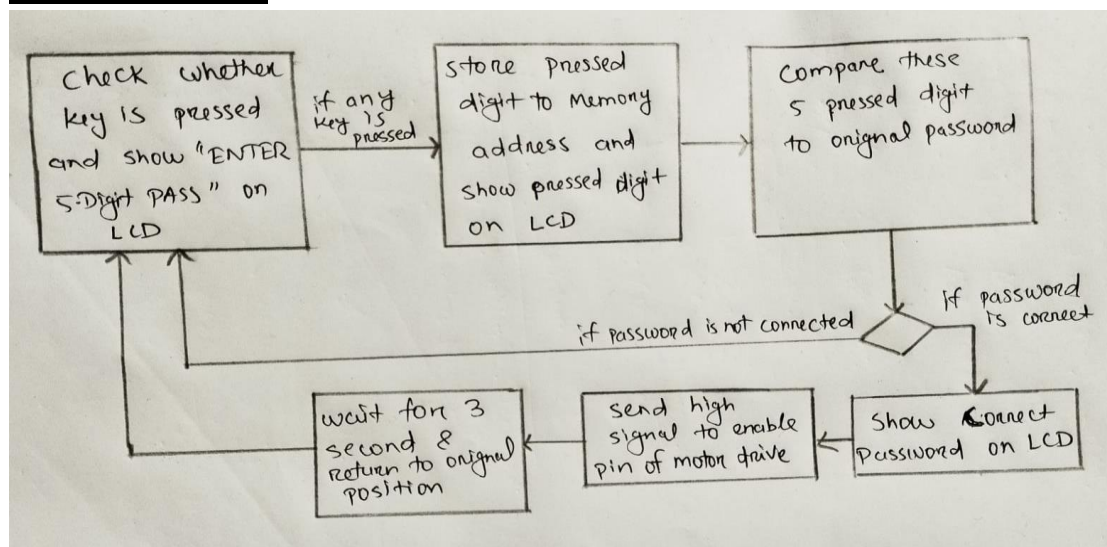 Check whether
key is pressed
and show "ENTER
5-Digit PASS" on
LCD
if any
key is
pressed
store pressed
digit to Memory
address and
show pressed digit
on LCD
Compare these
5 pressed digit
to orignal password
if password is not connected
if password
is correct
Show Correct
Password on LCD
send high
signal to enable
pin of motor drive
wait for 3
second &
return to orignal
position